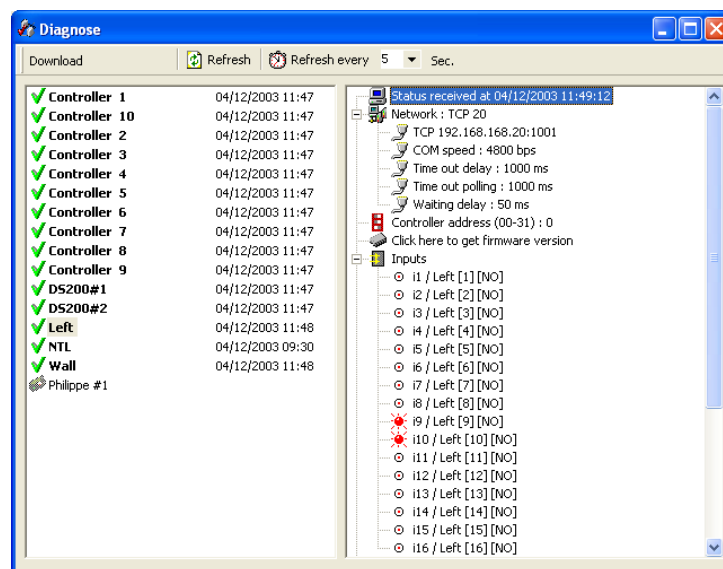 Diagnose
Download Refresh Refresh every 5 Sec.
Controller 1 04/12/2003 11:47
Controller 10 04/12/2003 11:47
Controller 2 04/12/2003 11:47
Controller 3 04/12/2003 11:47
Controller 4 04/12/2003 11:47
Controller 5 04/12/2003 11:47
Controller 6 04/12/2003 11:47
Controller 7 04/12/2003 11:47
Controller 8 04/12/2003 11:47
Controller 9 04/12/2003 11:47
DS200#1 04/12/2003 11:47
DS200#2 04/12/2003 11:47
Left 04/12/2003 11:48
NTL 04/12/2003 09:30
Wall 04/12/2003 11:48
Philippe #1
Status received at 04/12/2003 11:49:12
Network : TCP 20
TCP 192.168.168.20:1001
COM speed : 4800 bps
Time out delay : 1000 ms
Time out polling : 1000 ms
Waiting delay : 50 ms
Controller address (00-31) : 0
Click here to get firmware version
Inputs
i1 / Left [1] [NO]
i2 / Left [2] [NO]
i3 / Left [3] [NO]
i4 / Left [4] [NO]
i5 / Left [5] [NO]
i6 / Left [6] [NO]
i7 / Left [7] [NO]
i8 / Left [8] [NO]
i9 / Left [9] [NO]
i10 / Left [10] [NO]
i11 / Left [11] [NO]
i12 / Left [12] [NO]
i13 / Left [13] [NO]
i14 / Left [14] [NO]
i15 / Left [15] [NO]
i16 / Left [16] [NO]